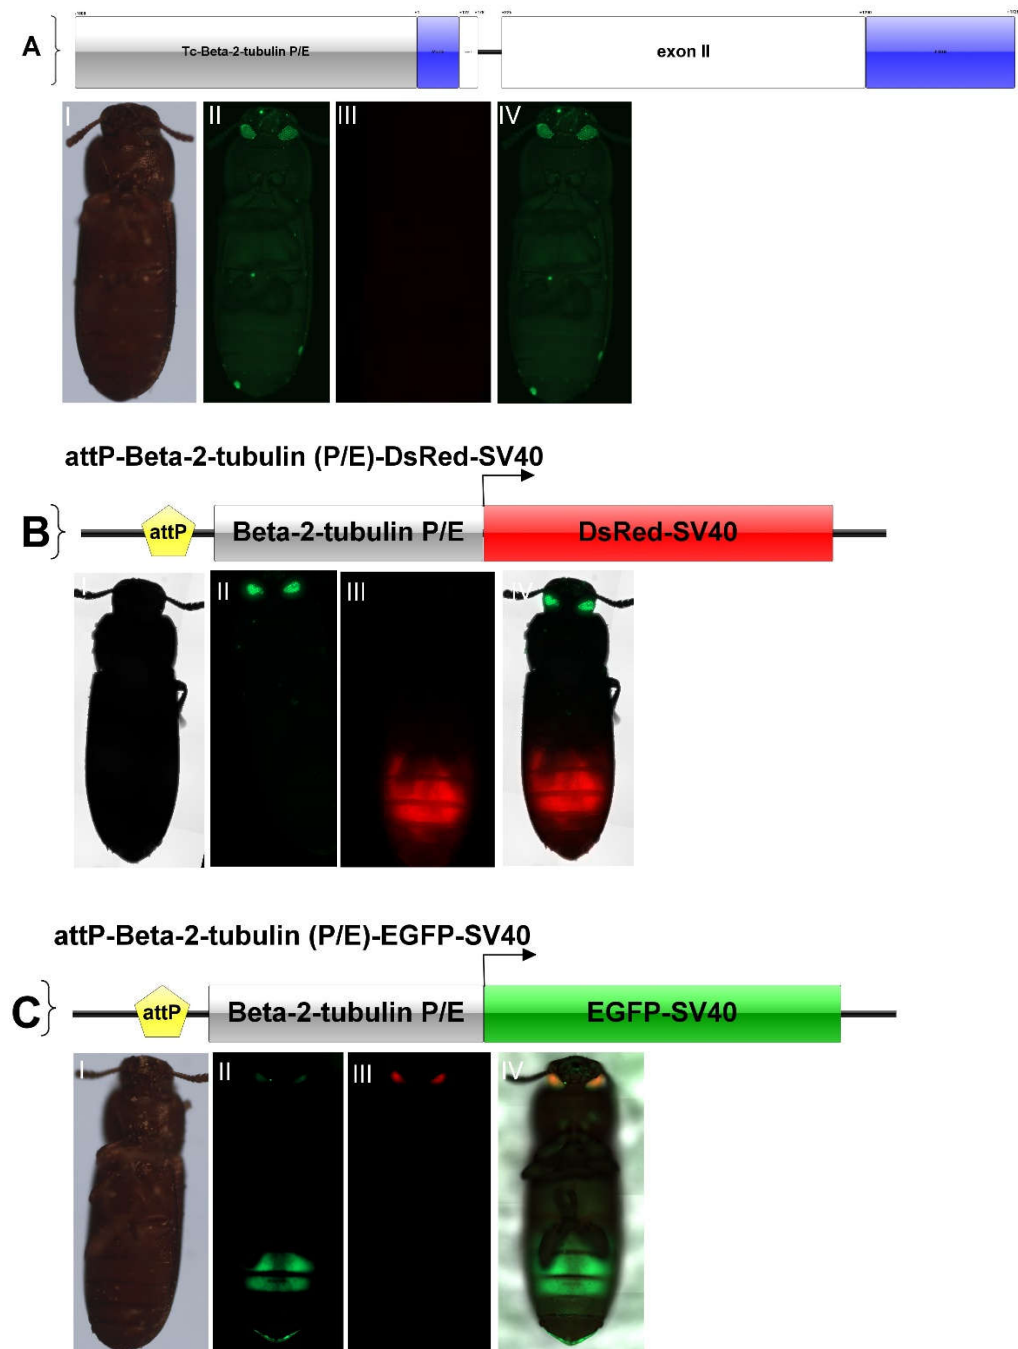 A
Tc-Beta-2-tubulin P/E
exon II
I II III IV
attP-Beta-2-tubulin (P/E)-DsRed-SV40
B
attP
Beta-2-tubulin P/E
DsRed-SV40
I II III IV
attP-Beta-2-tubulin (P/E)-EGFP-SV40
C
attP
Beta-2-tubulin P/E
EGFP-SV40
I II III IV